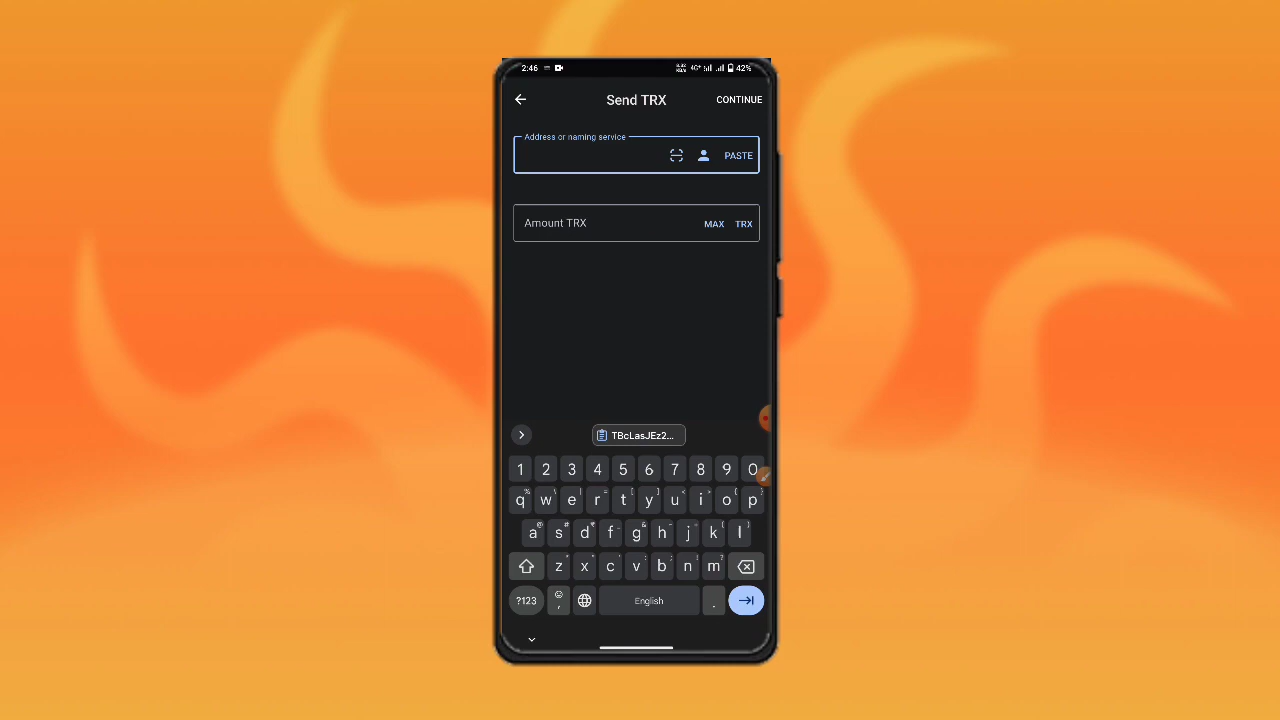 2:46 42%
Send TRX CONTINUE
Address or naming service
PASTE
Amount TRX MAX TRX
TBcLasJEz2...
1 2 3 4 5 6 7 8 9 0
q w e r t y u i o p
a s d f g h j k l
z x c v b n m
?123 , English .